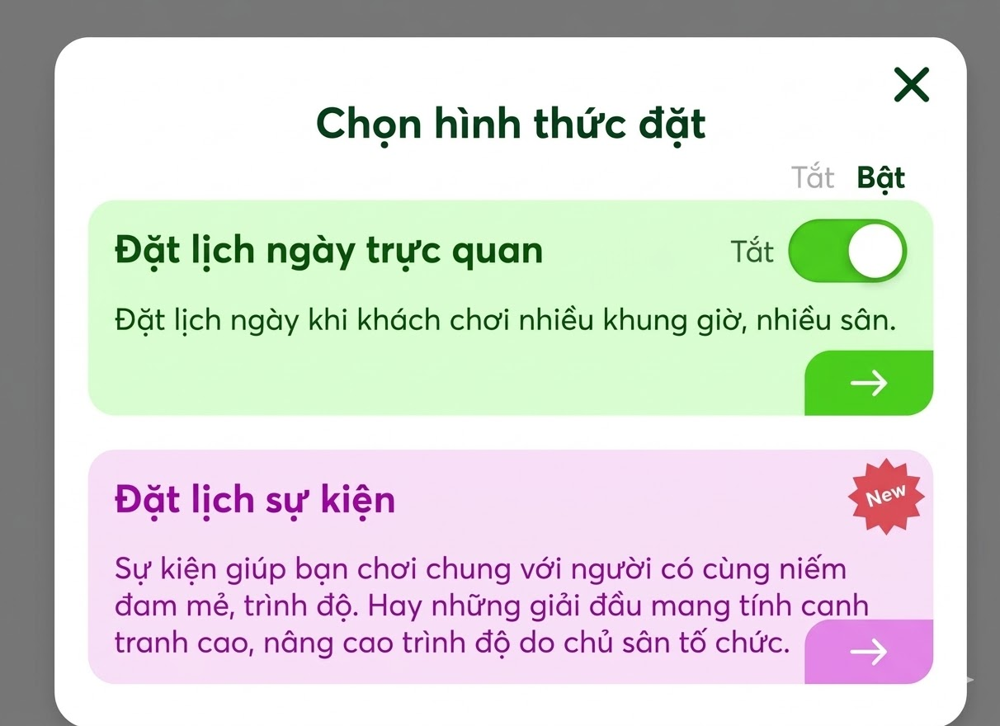 Chọn hình thức đặt
Tắt Bật
Đặt lịch ngày trực quan
Tắt
Đặt lịch ngày khi khách chơi nhiều khung giờ, nhiều sân.
Đặt lịch sự kiện
New
Sự kiện giúp bạn chơi chung với người có cùng niếm
đam mẻ, trình độ. Hay những giải đầu mang tính canh
tranh cao, nâng cao trình độ do chủ sân tố chức.